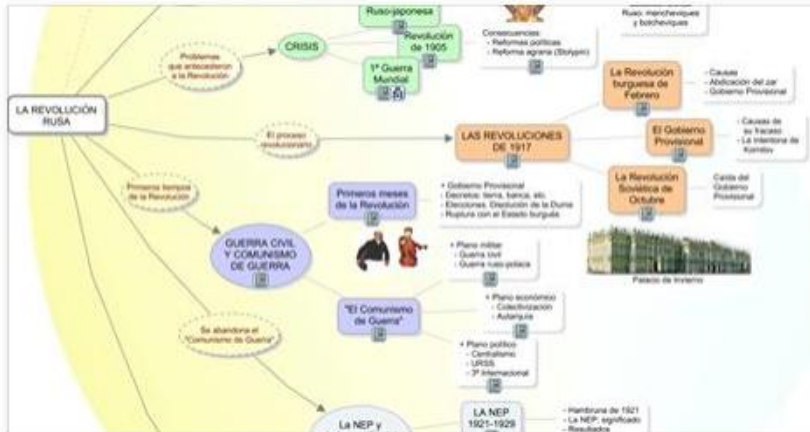 Ruso-japonesa
Ruso: mencheviques
y bolcheviques
Problemas
que antecedieron
a la Revolución
CRISIS
Revolución
de 1905
Consecuencias:
- Reformas políticas
- Reforma agraria (Stolypin)
1ª Guerra
Mundial
LA REVOLUCIÓN
RUSA
El proceso
revolucionario
LAS REVOLUCIONES
DE 1917
La Revolución
burguesa de
Febrero
- Causas
- Abdicación del zar
- Gobierno Provisional
El Gobierno
Provisional
- Causas de
su fracaso
- La intentona de
Kornilov
La Revolución
Soviética de
Octubre
Caída del
Gobierno
Provisional
Palacio de Invierno
Primeros tiempos
de la Revolución
GUERRA CIVIL
Y COMUNISMO
DE GUERRA
Primeros meses
de la Revolución
+ Gobierno Provisional
- Decretos: tierra, banca, etc.
- Elecciones. Disolución de la Duma
- Ruptura con el Estado burgués
"El Comunismo
de Guerra"
+ Plano militar
- Guerra civil
- Guerra ruso-polaca
+ Plano económico
- Colectivización
- Autarquía
+ Plano político
- Centralismo
- URSS
- 3ª Internacional
Se abandona el
"Comunismo de Guerra"
La NEP y
LA NEP
1921-1929
- Hambruna de 1921
- La NEP: significado
- Resultados